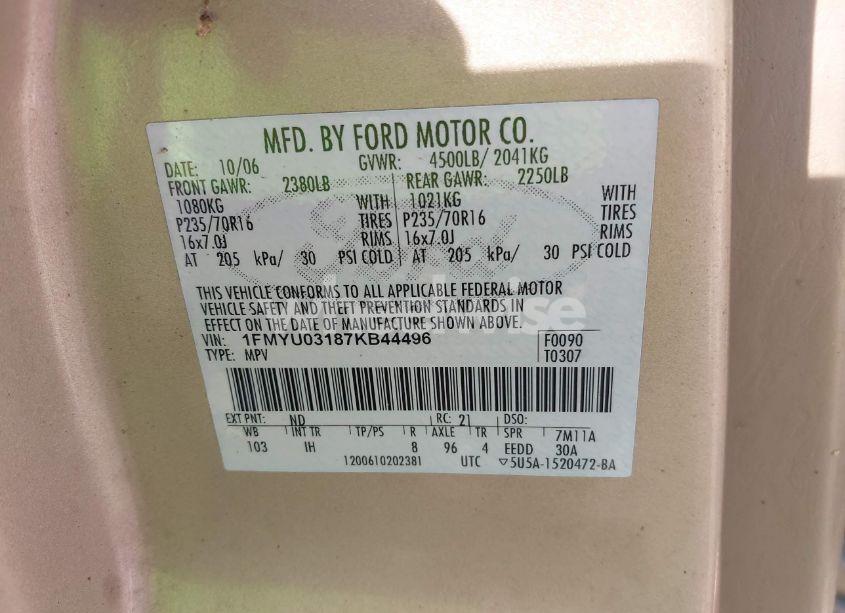 MFD. BY FORD MOTOR CO.
DATE: 10/06 GVWR: 4500LB/ 2041KG
FRONT GAWR: 2380LB REAR GAWR: 2250LB
1080KG WITH 1021KG WITH
P235/70R16 TIRES P235/70R16 TIRES
16x7.0J RIMS 16x7.0J RIMS
AT 205 kPa/ 30 PSI COLD AT 205 kPa/ 30 PSI COLD
THIS VEHICLE CONFORMS TO ALL APPLICABLE FEDERAL MOTOR
VEHICLE SAFETY AND THEFT PREVENTION STANDARDS IN
EFFECT ON THE DATE OF MANUFACTURE SHOWN ABOVE.
VIN: 1FMYU03187KB44496 F0090
TYPE: MPV T0307
EXT PNT: ND RC: 21 DSO:
WB INT TR TP/PS R AXLE TR SPR 7M11A
103 IH 8 96 4 EEDD 30A
1200610202381 UTC ▽5U5A-1520472-BA